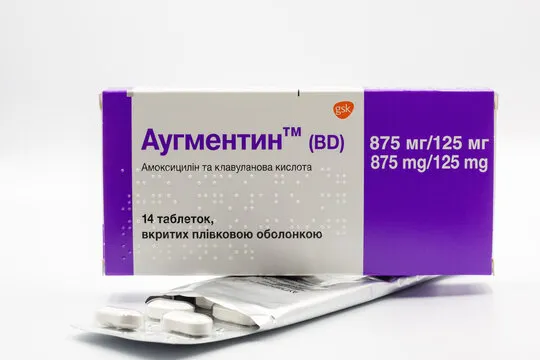 gsk
Аугментин™ (BD)
Амоксицилін та клавуланова кислота
875 мг/125 мг
875 mg/125 mg
14 таблеток,
вкритих плівковою оболонкою